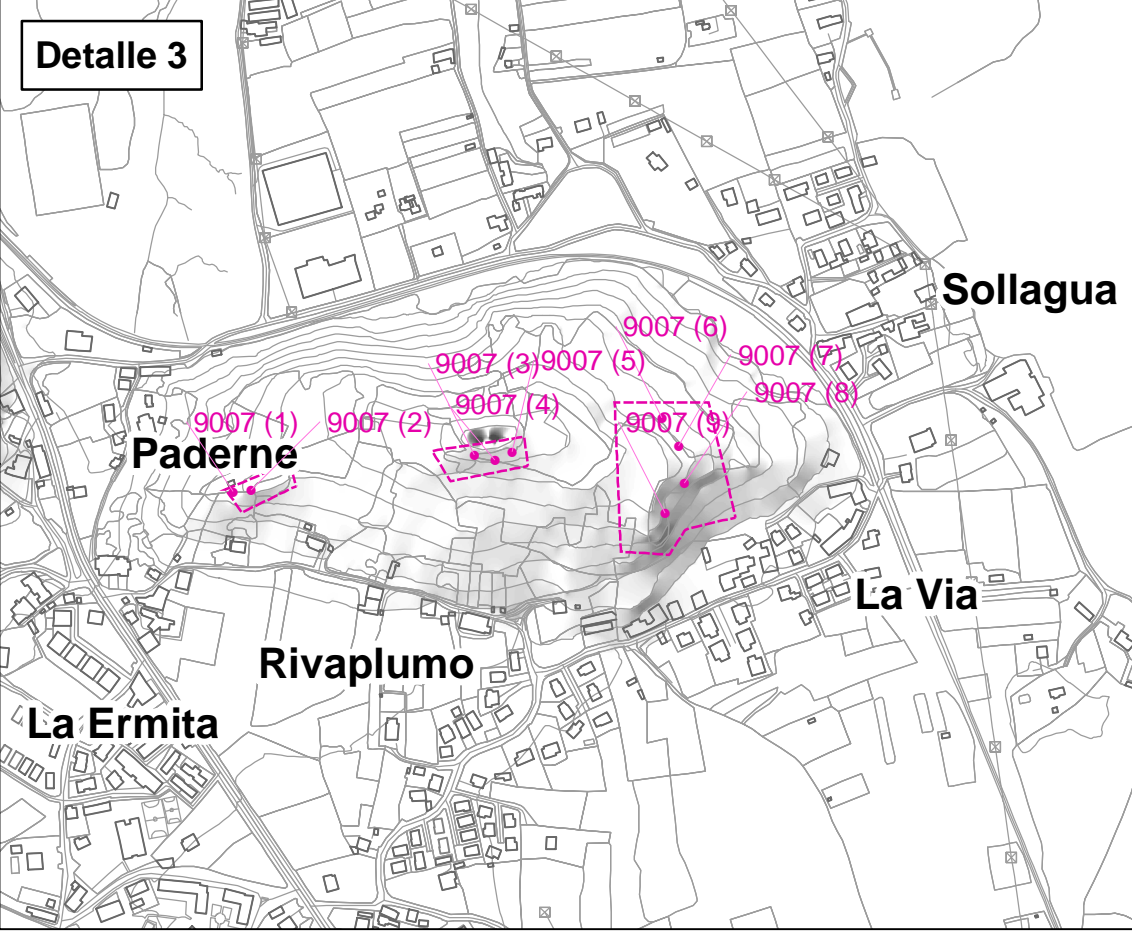 Detalle 3
Sollagua
9007 (6)
9007 (3)
9007 (5)
9007 (7)
9007 (8)
9007 (4)
9007 (1)
9007 (2)
9007 (9)
Paderne
La Via
Rivaplumo
La Ermita